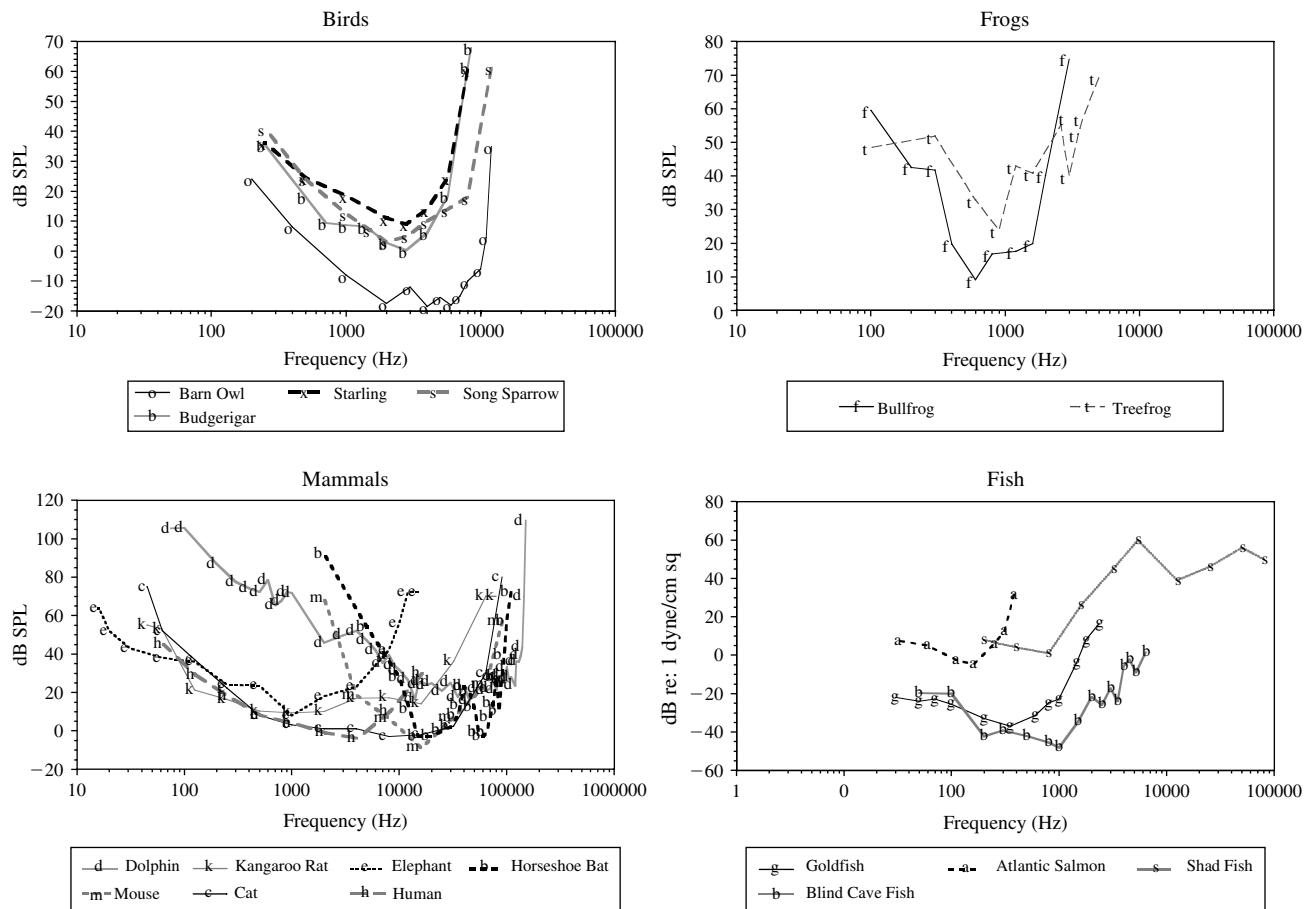 Birds
dB SPL
70
60
50
40
30
20
10
0
−10
−20
10 100 1000 10000 100000
Frequency (Hz)
o Barn Owl x Starling s Song Sparrow
b Budgerigar
Frogs
dB SPL
80
70
60
50
40
30
20
10
0
10 100 1000 10000 100000
Frequency (Hz)
f Bullfrog t Treefrog
Mammals
dB SPL
120
100
80
60
40
20
0
−20
10 100 1000 10000 100000 1000000
Frequency (Hz)
d Dolphin k Kangaroo Rat e Elephant b Horseshoe Bat
m Mouse c Cat h Human
Fish
dB re: 1 dyne/cm sq
80
60
40
20
0
−20
−40
−60
1 0 100 1000 10000 100000
Frequency (Hz)
g Goldfish a Atlantic Salmon s Shad Fish
b Blind Cave Fish